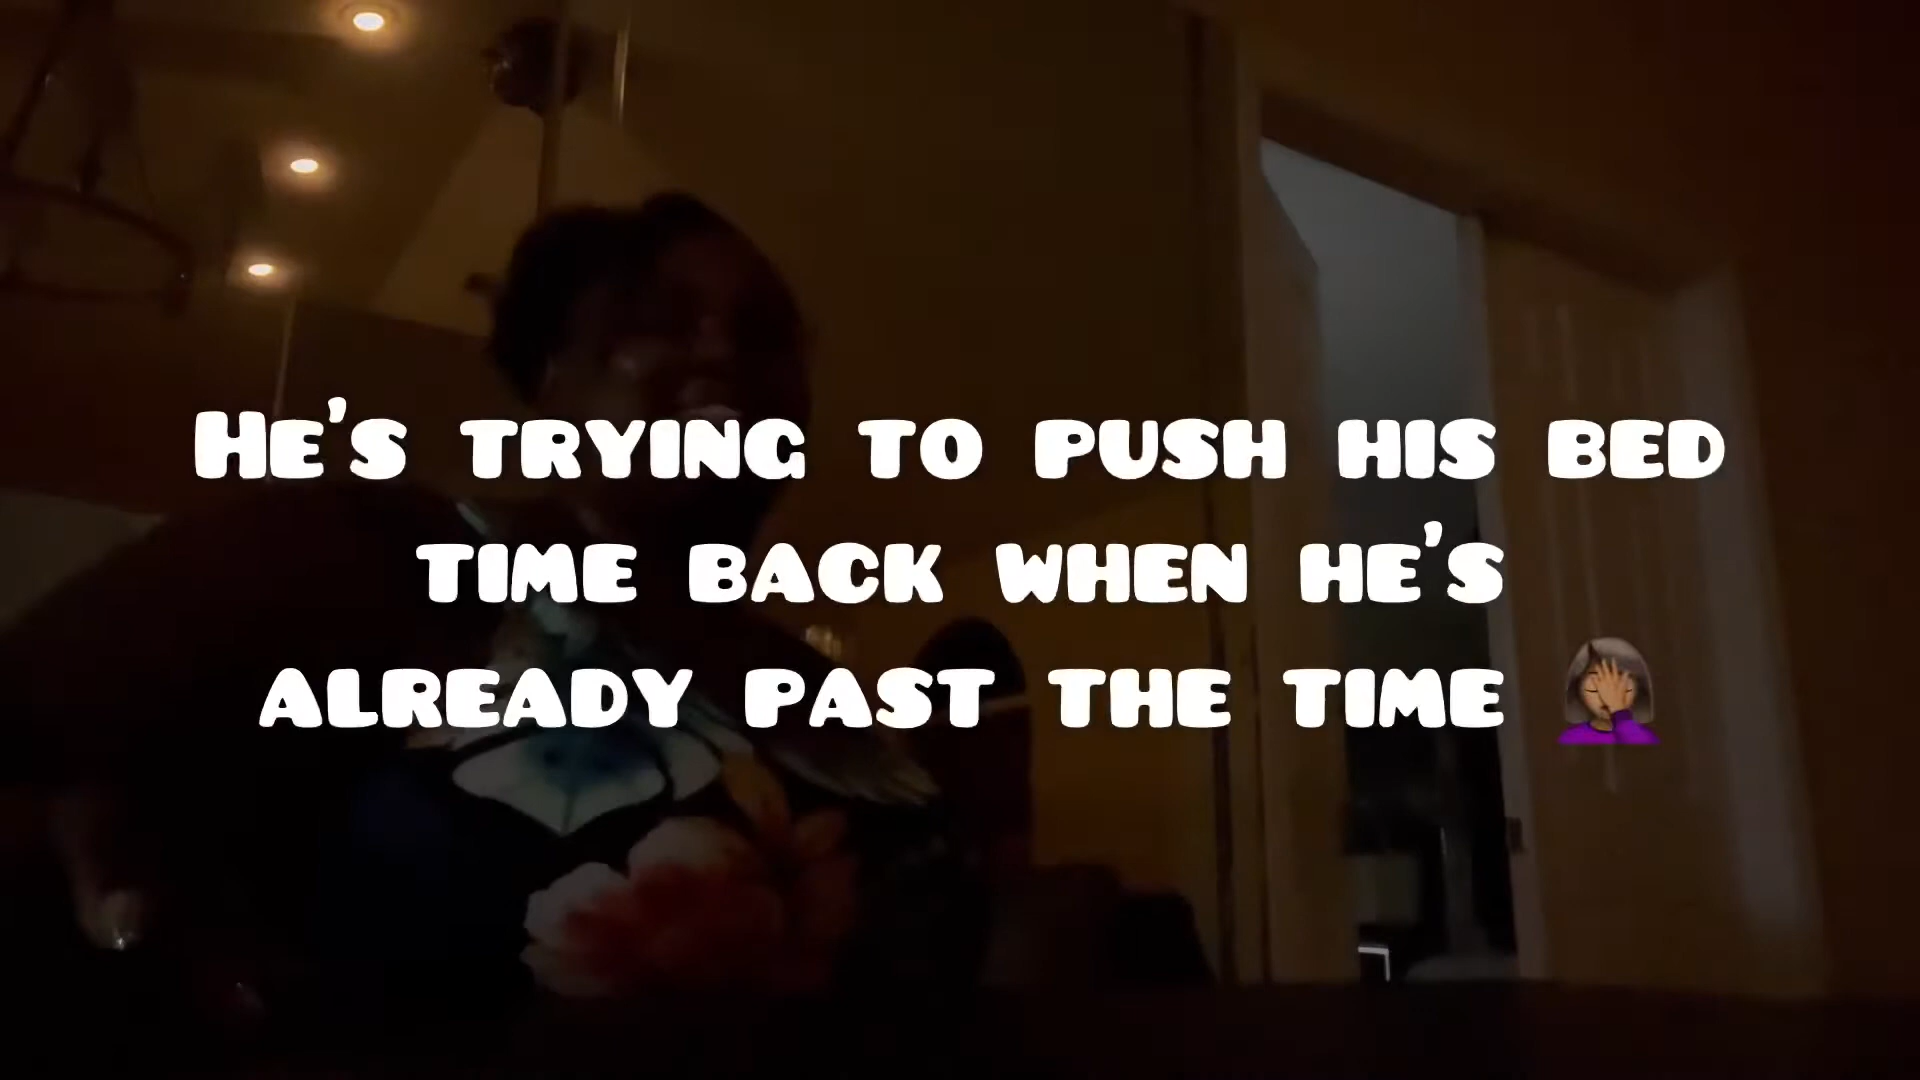 He's trying to push his bed
time back when he's
already past the time 🤦🏽‍♀️